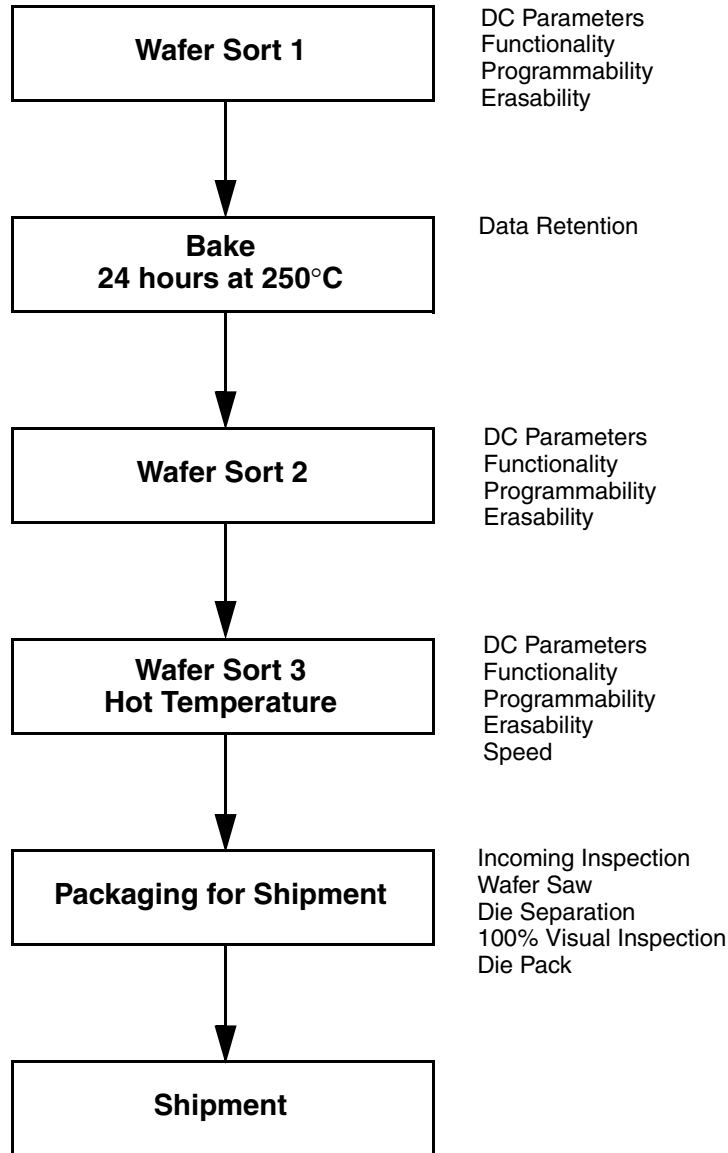 Wafer Sort 1
DC Parameters
Functionality
Programmability
Erasability
Bake
24 hours at 250°C
Data Retention
Wafer Sort 2
DC Parameters
Functionality
Programmability
Erasability
Wafer Sort 3
Hot Temperature
DC Parameters
Functionality
Programmability
Erasability
Speed
Packaging for Shipment
Incoming Inspection
Wafer Saw
Die Separation
100% Visual Inspection
Die Pack
Shipment